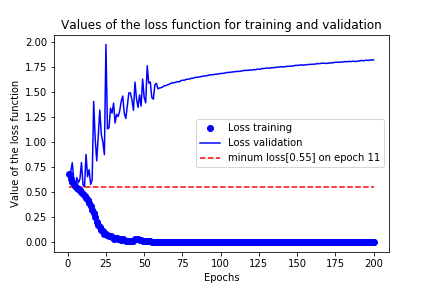 Values of the loss function for training and validation
Value of the loss function
2.00
1.75
1.50
1.25
1.00
0.75
0.50
0.25
0.00
Loss training
Loss validation
minum loss[0.55] on epoch 11
0 25 50 75 100 125 150 175 200
Epochs